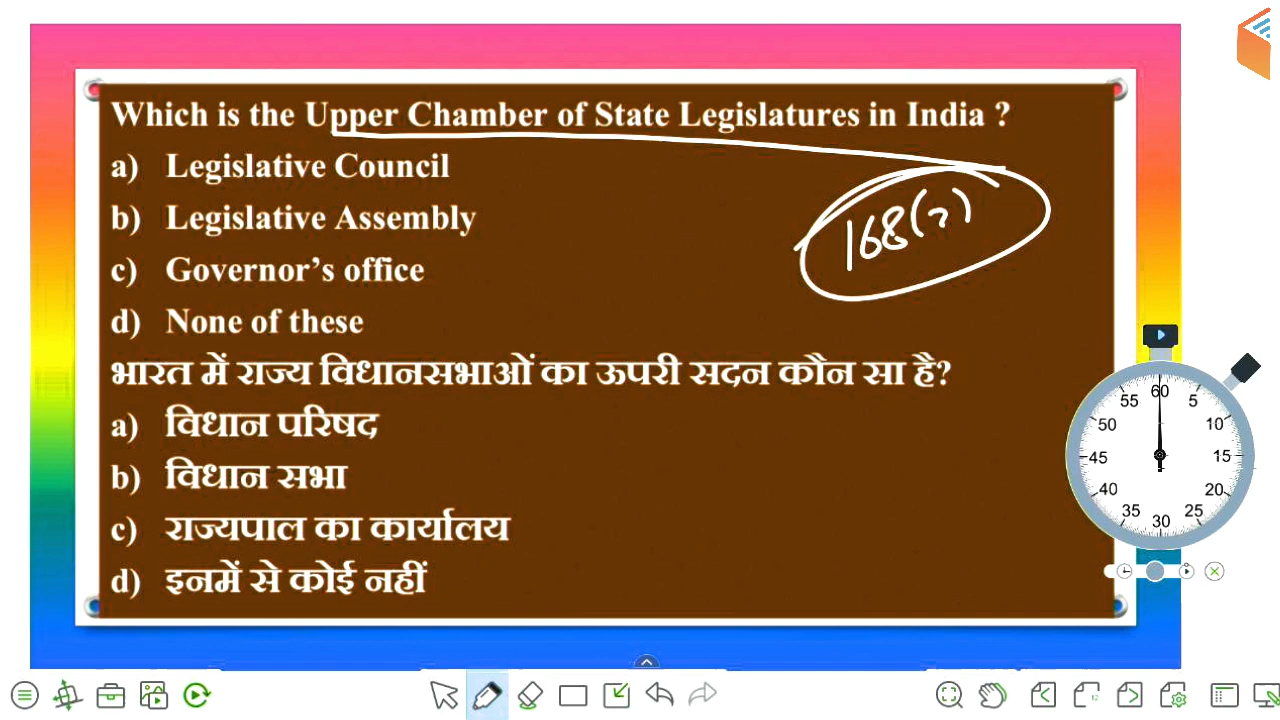 Which is the Upper Chamber of State Legislatures in India ?
a) Legislative Council
b) Legislative Assembly
c) Governor's office
d) None of these
168(2)
भारत में राज्य विधानसभाओं का ऊपरी सदन कौन सा है?
a) विधान परिषद
b) विधान सभा
c) राज्यपाल का कार्यालय
d) इनमें से कोई नहीं
60
55 5
50 10
45 15
40 20
35 25
30